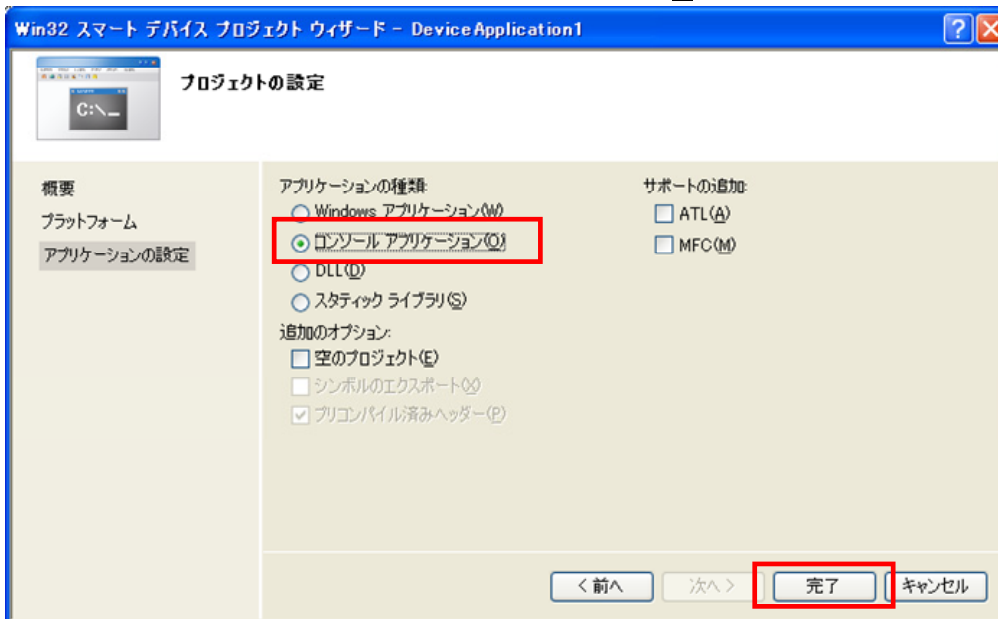 Win32 スマート デバイス プロジェクト ウィザード - DeviceApplication1
プロジェクトの設定
C:\_
概要
プラットフォーム
アプリケーションの設定
アプリケーションの種類:
Windows アプリケーション(W)
コンソール アプリケーション(O)
DLL(D)
スタティック ライブラリ(S)
追加のオプション:
空のプロジェクト(E)
シンボルのエクスポート(X)
プリコンパイル済みヘッダー(P)
サポートの追加:
ATL(A)
MFC(M)
< 前へ
次へ >
完了
キャンセル